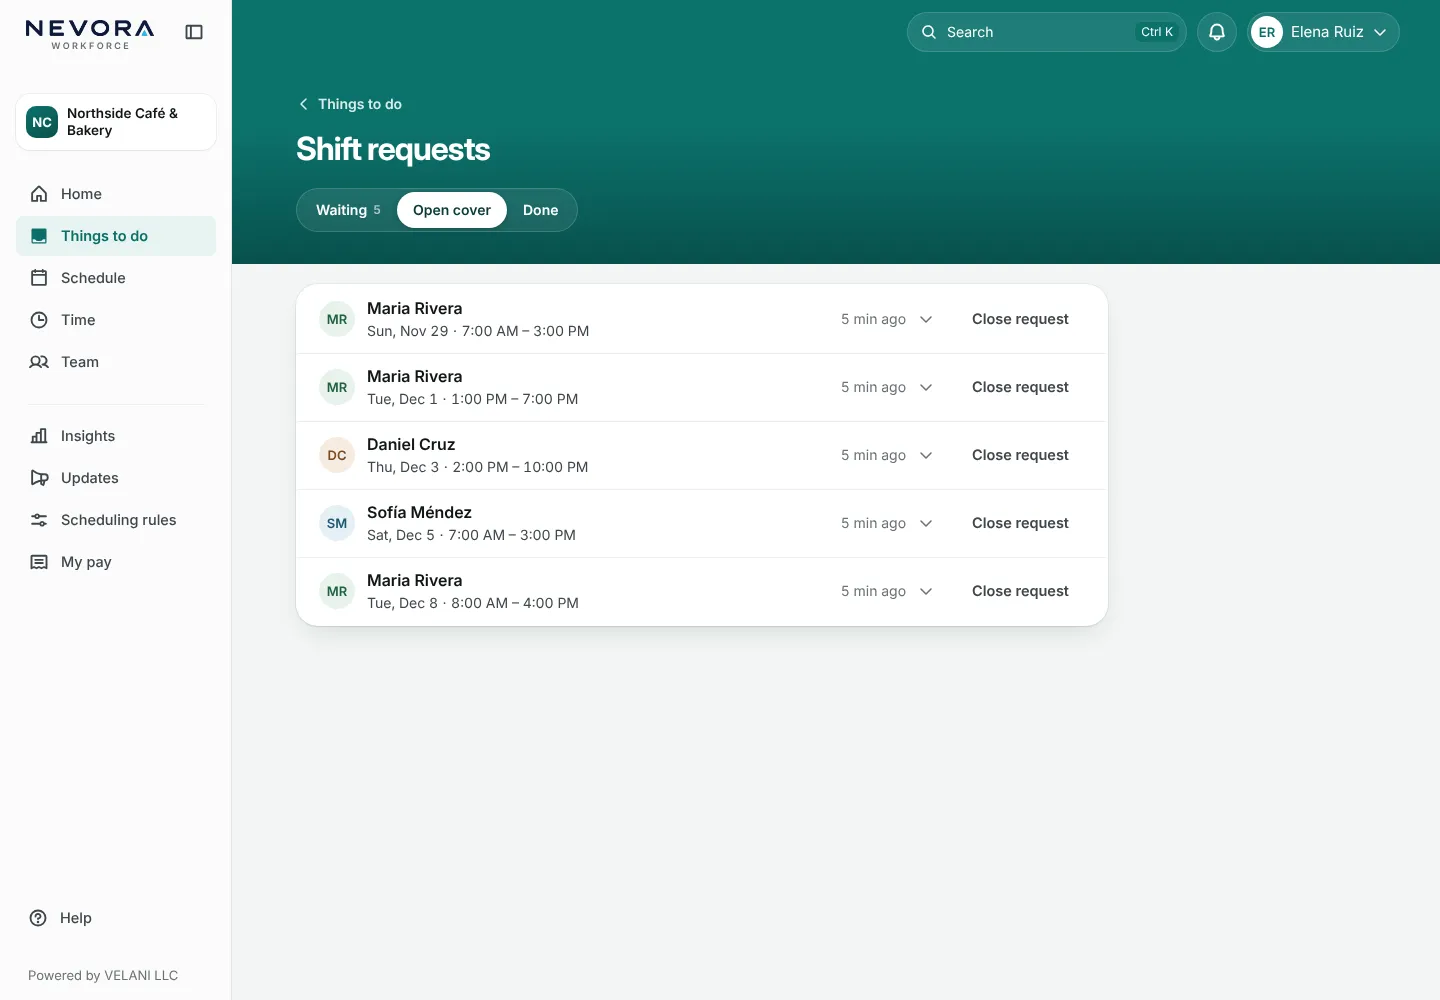 NEVORA
WORKFORCE
Search
Ctrl K
ER
Elena Ruiz
NC
Northside Café &
Bakery
Home
Things to do
Schedule
Time
Team
Insights
Updates
Scheduling rules
My pay
Help
Powered by VELANI LLC
Things to do
Shift requests
Waiting 5
Open cover
Done
MR
Maria Rivera
Sun, Nov 29 · 7:00 AM – 3:00 PM
5 min ago
Close request
MR
Maria Rivera
Tue, Dec 1 · 1:00 PM – 7:00 PM
5 min ago
Close request
DC
Daniel Cruz
Thu, Dec 3 · 2:00 PM – 10:00 PM
5 min ago
Close request
SM
Sofía Méndez
Sat, Dec 5 · 7:00 AM – 3:00 PM
5 min ago
Close request
MR
Maria Rivera
Tue, Dec 8 · 8:00 AM – 4:00 PM
5 min ago
Close request